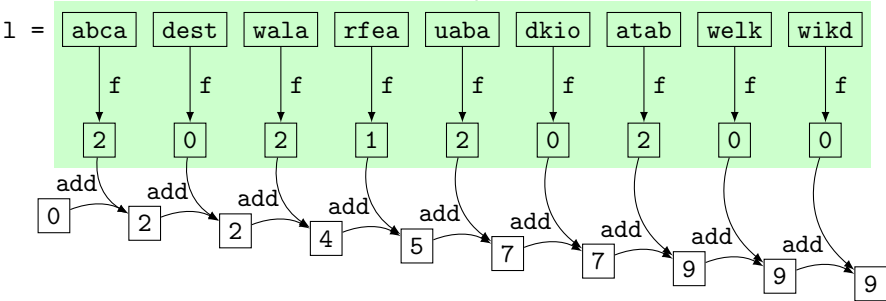 l = abca dest wala rfea uaba dkio atab welk wikd
f f f f f f f f f
2 0 2 1 2 0 2 0 0
add add add add add add add add
0 2 2 4 5 7 7 9 9 9